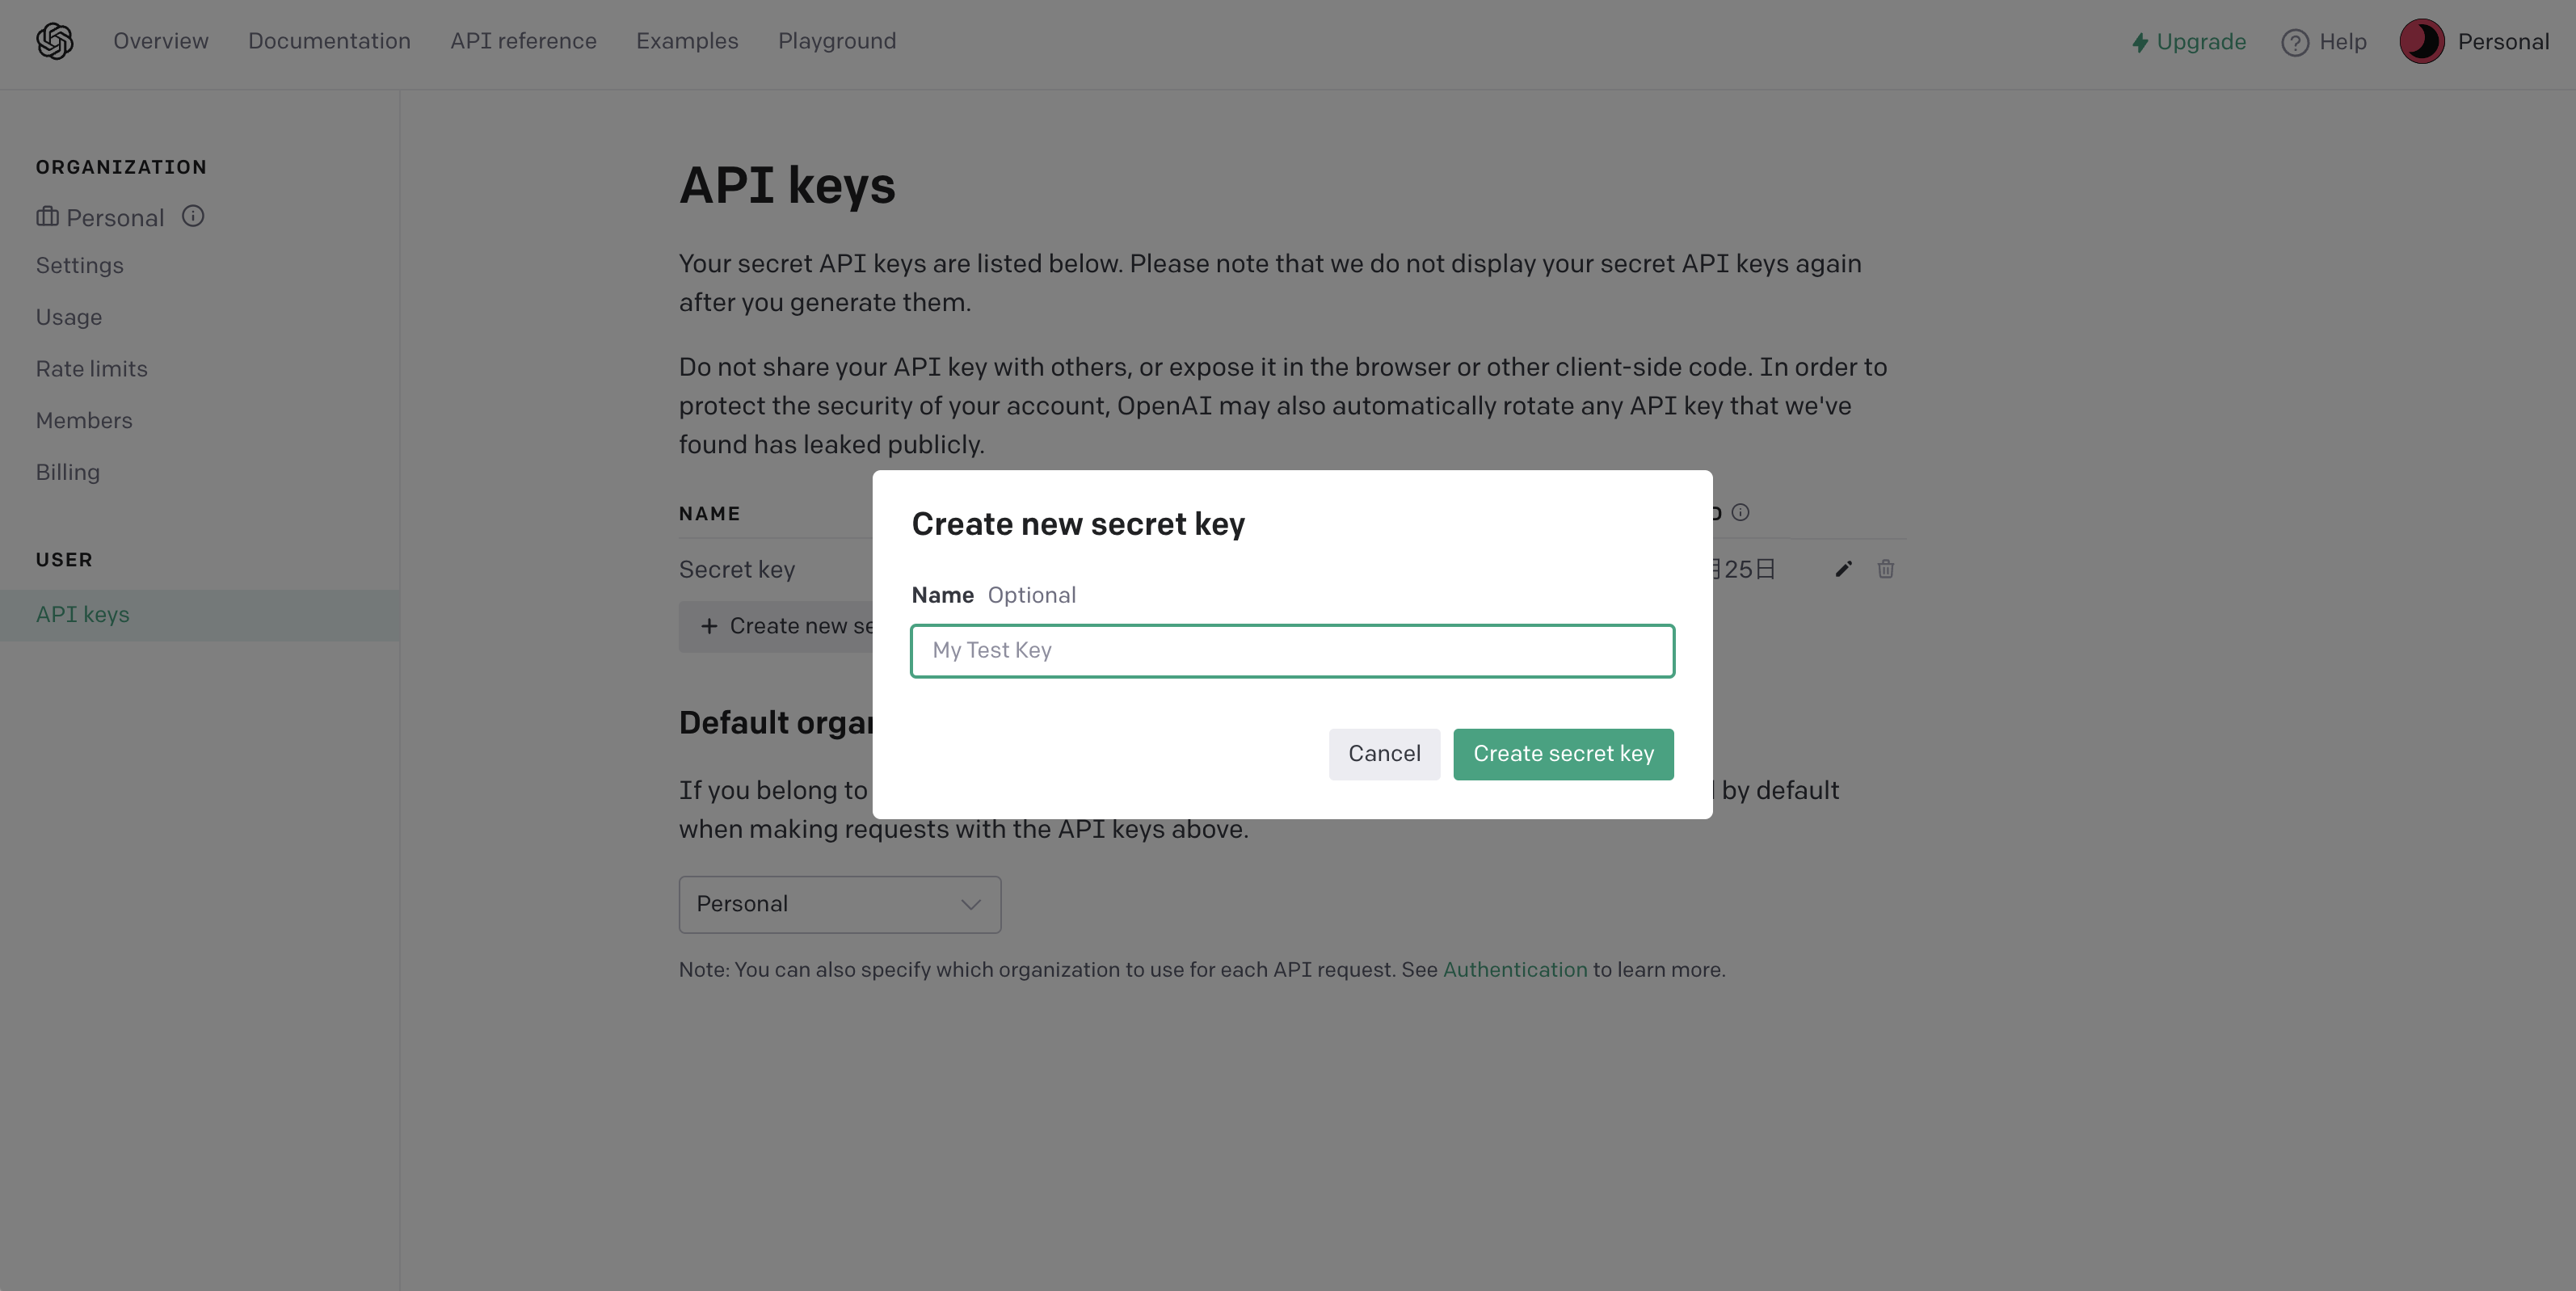 Overview Documentation API reference Examples Playground Upgrade Help Personal
ORGANIZATION
Personal
Settings
Usage
Rate limits
Members
Billing
USER
API keys
API keys
Your secret API keys are listed below. Please note that we do not display your secret API keys again
after you generate them.
Do not share your API key with others, or expose it in the browser or other client-side code. In order to
protect the security of your account, OpenAI may also automatically rotate any API key that we've
found has leaked publicly.
NAME
Secret key 25日
+ Create new
Default
If you belong to by default
when making requests with the API keys above.
Personal
Note: You can also specify which organization to use for each API request. See Authentication to learn more.
Create new secret key
Name Optional
My Test Key
Cancel Create secret key